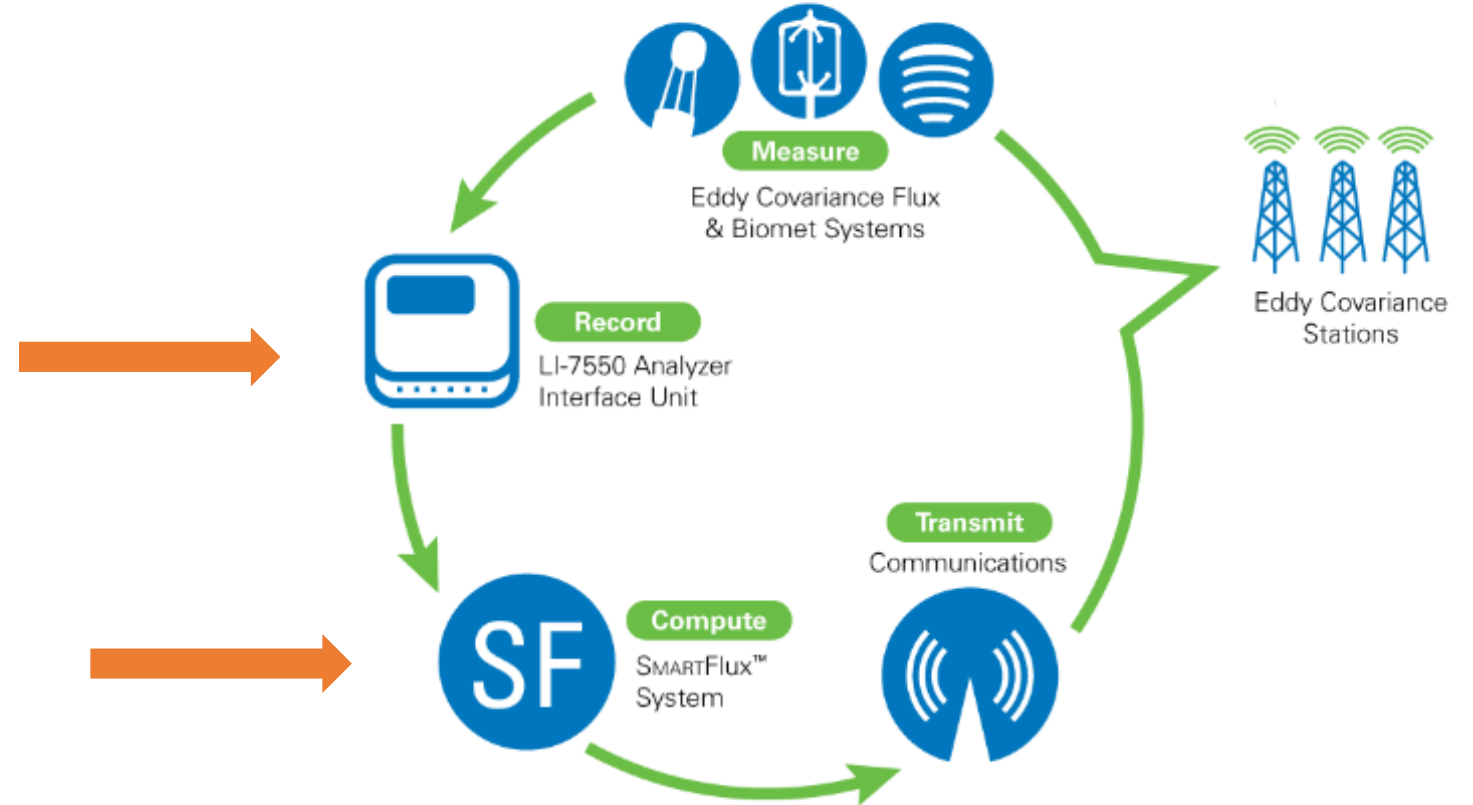 Measure
Eddy Covariance Flux
& Biomet Systems
Eddy Covariance
Stations
Record
LI-7550 Analyzer
Interface Unit
Transmit
Communications
SF
Compute
SMARTFlux™
System